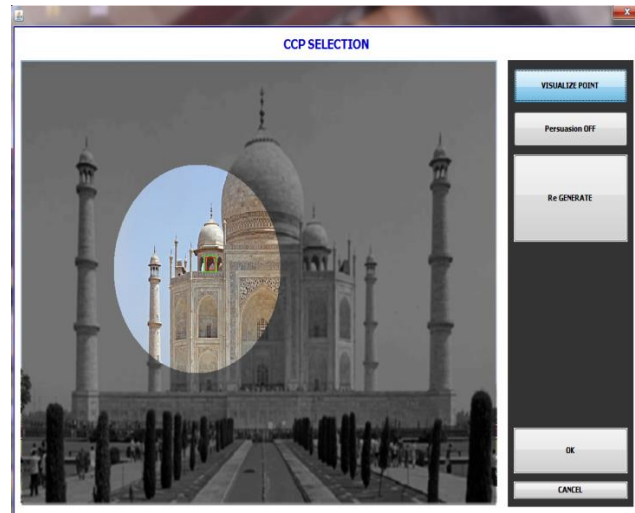 CCP SELECTION
VISUALIZE POINT
Persuasion OFF
Re GENERATE
OK
CANCEL